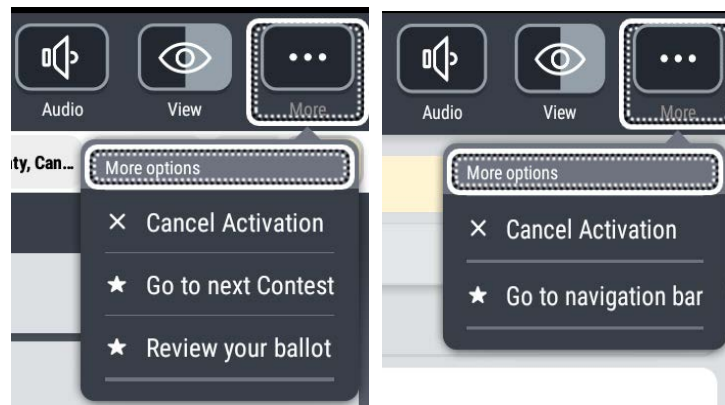 Audio View More
ty, Can...
More options
Cancel Activation
Go to next Contest
Review your ballot
Audio View More
More options
Cancel Activation
Go to navigation bar